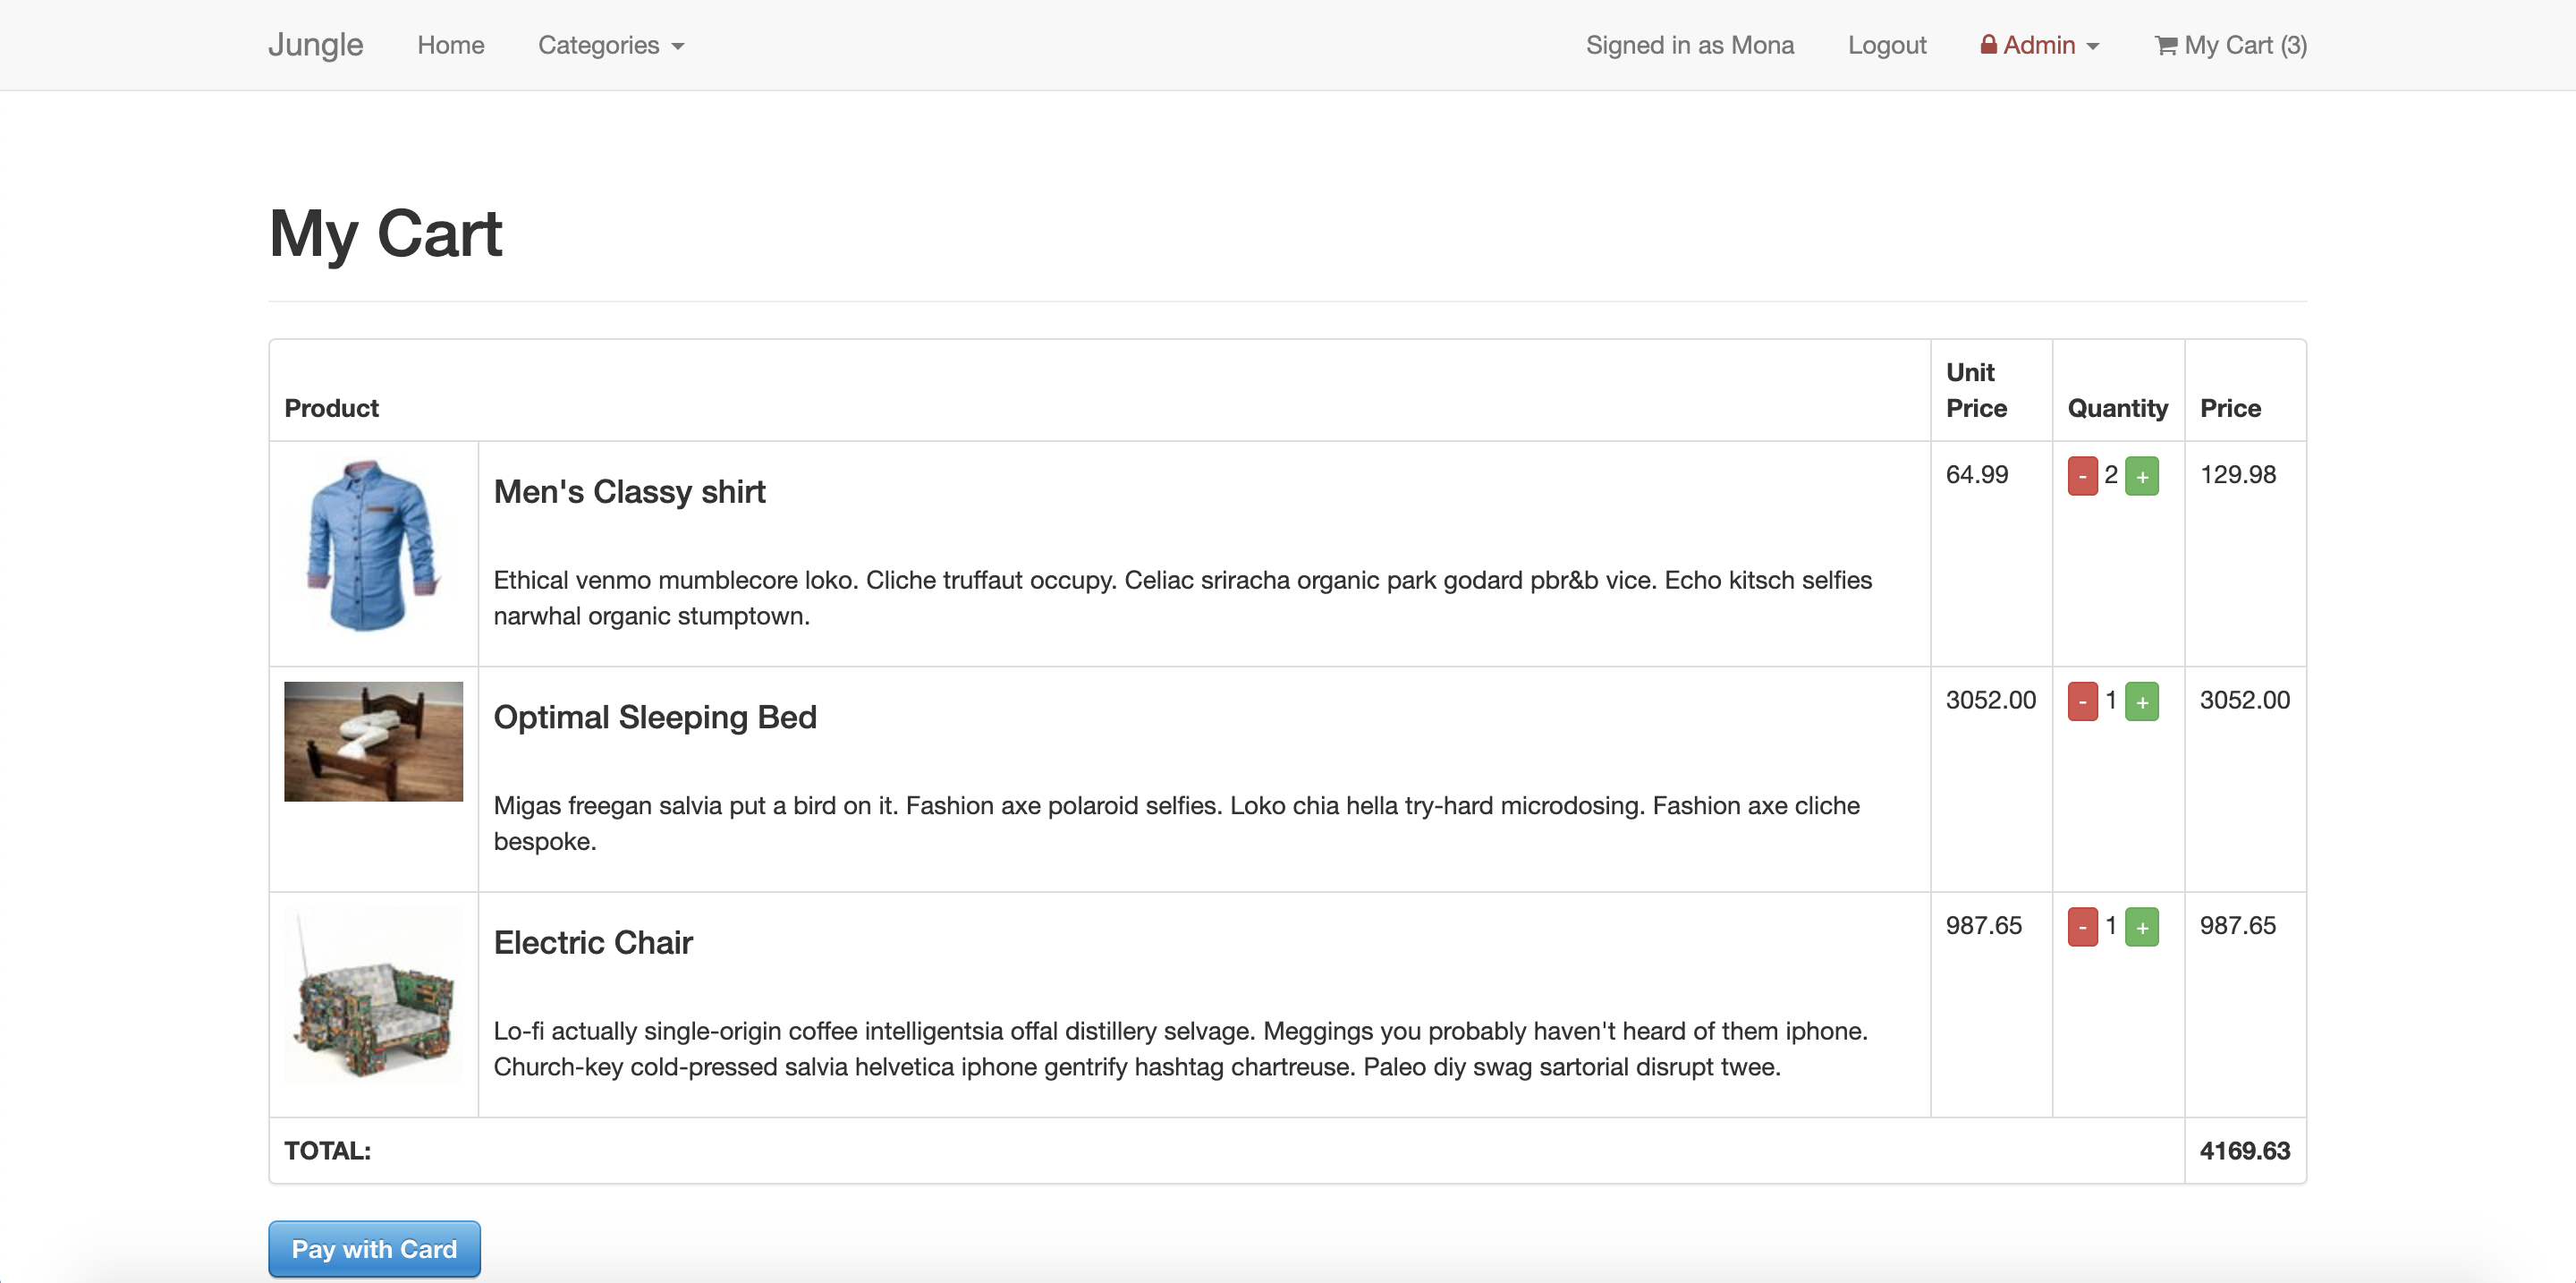 Jungle Home Categories Signed in as Mona Logout Admin My Cart (3)
My Cart
Unit
Product Price Quantity Price
Men's Classy shirt 64.99 - 2 + 129.98
Ethical venmo mumblecore loko. Cliche truffaut occupy. Celiac sriracha organic park godard pbr&b vice. Echo kitsch selfies
narwhal organic stumptown.
Optimal Sleeping Bed 3052.00 - 1 + 3052.00
Migas freegan salvia put a bird on it. Fashion axe polaroid selfies. Loko chia hella try-hard microdosing. Fashion axe cliche
bespoke.
Electric Chair 987.65 - 1 + 987.65
Lo-fi actually single-origin coffee intelligentsia offal distillery selvage. Meggings you probably haven't heard of them iphone.
Church-key cold-pressed salvia helvetica iphone gentrify hashtag chartreuse. Paleo diy swag sartorial disrupt twee.
TOTAL: 4169.63
Pay with Card